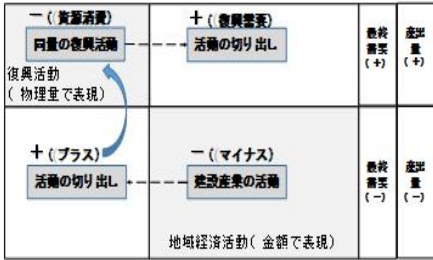 －(資源消費)
同量の復興活動
復興活動
(物理量で表現)
＋(復興需要)
活動の切り出し
最終
需要
(＋)
産出
量
(＋)
＋(プラス)
活動の切り出し
－(マイナス)
建設産業の活動
地域経済活動(金額で表現)
最終
需要
(－)
産出
量
(－)